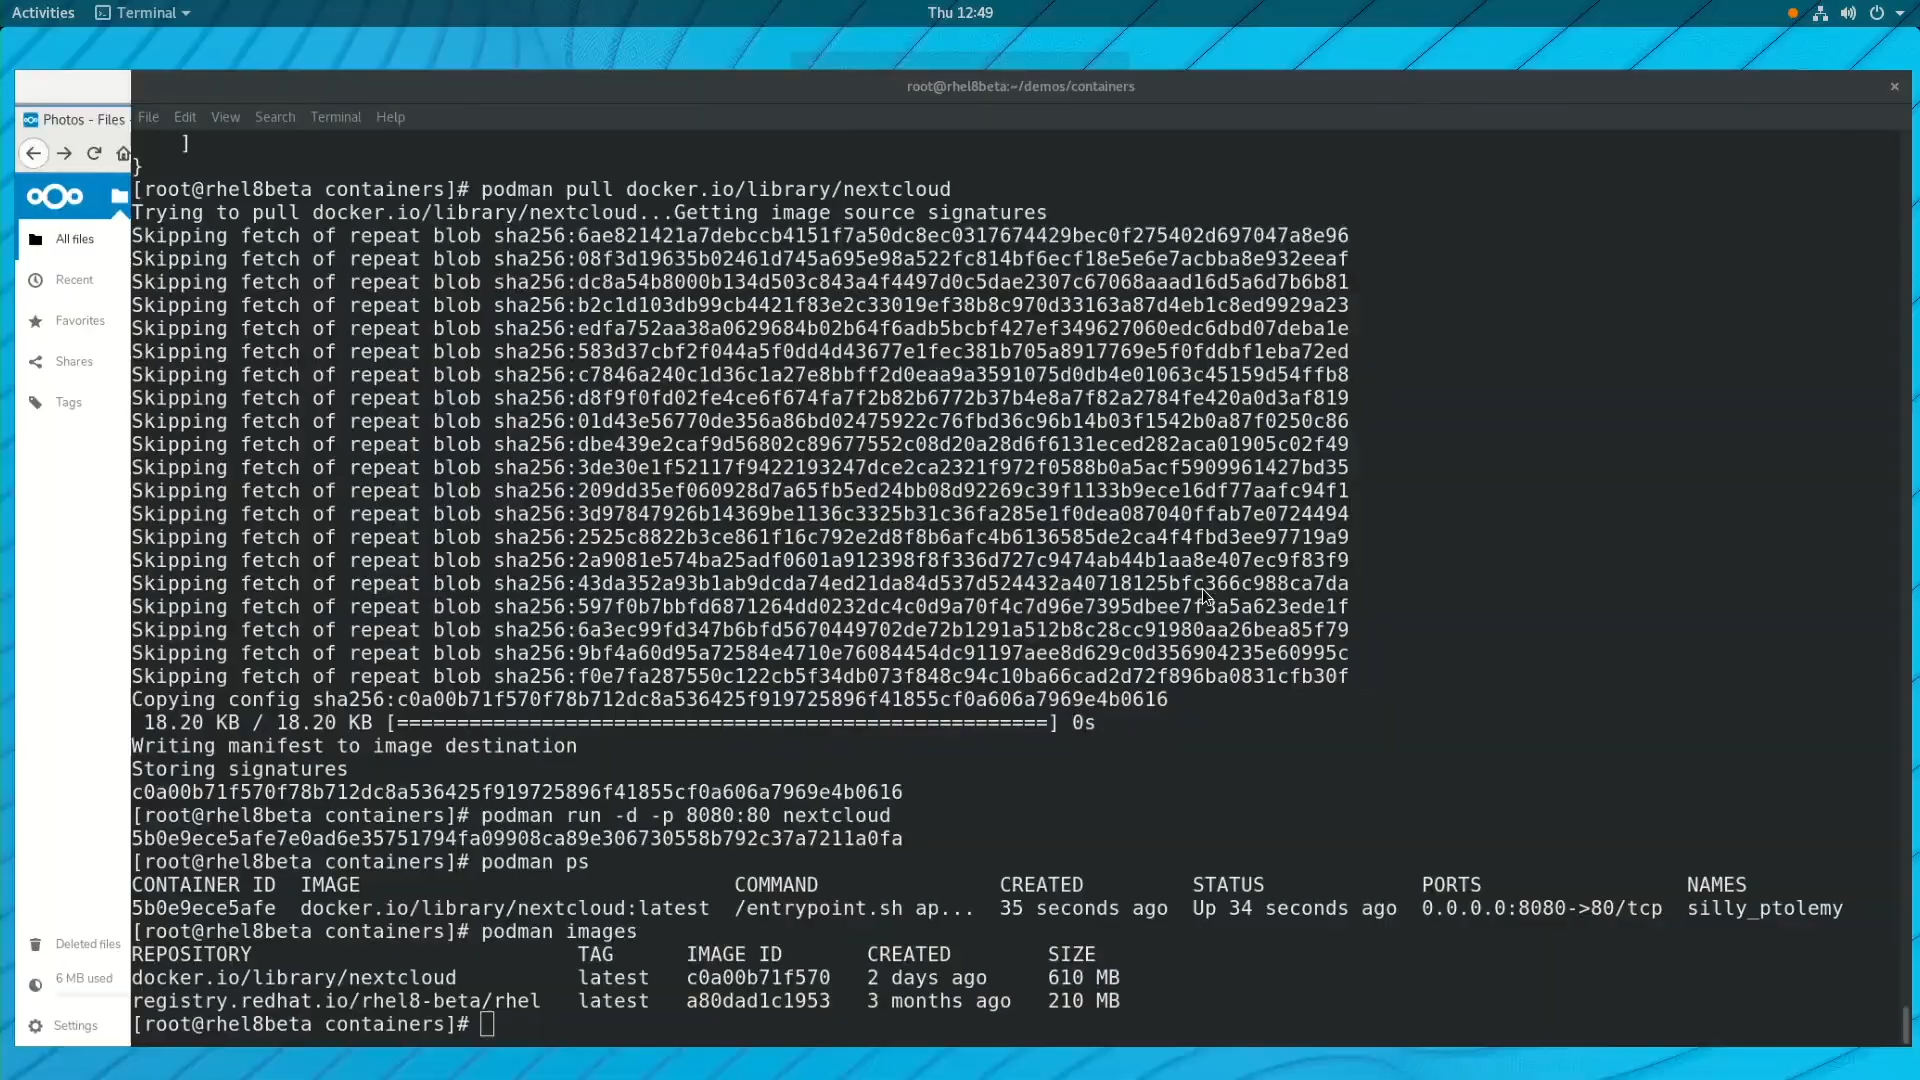 Activities Terminal Thu 12:49
root@rhel8beta:~/demos/containers
Photos - Files -
File Edit View Search Terminal Help
All files
Recent
Favorites
Shares
Tags
Deleted files
6 MB used
Settings
]
}
[root@rhel8beta containers]# podman pull docker.io/library/nextcloud
Trying to pull docker.io/library/nextcloud...Getting image source signatures
Skipping fetch of repeat blob sha256:6ae821421a7debccb4151f7a50dc8ec0317674429bec0f275402d697047a8e96
Skipping fetch of repeat blob sha256:08f3d19635b02461d745a695e98a522fc814bf6ecf18e5e6e7acbba8e932eeaf
Skipping fetch of repeat blob sha256:dc8a54b8000b134d503c843a4f4497d0c5dae2307c67068aaad16d5a6d7b6b81
Skipping fetch of repeat blob sha256:b2c1d103db99cb4421f83e2c33019ef38b8c970d33163a87d4eb1c8ed9929a23
Skipping fetch of repeat blob sha256:edfa752aa38a0629684b02b64f6adb5bcbf427ef349627060edc6dbd07deba1e
Skipping fetch of repeat blob sha256:583d37cbf2f044a5f0dd4d43677e1fec381b705a8917769e5f0fddbf1eba72ed
Skipping fetch of repeat blob sha256:c7846a240c1d36c1a27e8bbff2d0eaa9a3591075d0db4e01063c45159d54ffb8
Skipping fetch of repeat blob sha256:d8f9f0fd02fe4ce6f674fa7f2b82b6772b37b4e8a7f82a2784fe420a0d3af819
Skipping fetch of repeat blob sha256:01d43e56770de356a86bd02475922c76fbd36c96b14b03f1542b0a87f0250c86
Skipping fetch of repeat blob sha256:dbe439e2caf9d56802c89677552c08d20a28d6f6131eced282aca01905c02f49
Skipping fetch of repeat blob sha256:3de30e1f52117f9422193247dce2ca2321f972f0588b0a5acf5909961427bd35
Skipping fetch of repeat blob sha256:209dd35ef060928d7a65fb5ed24bb08d92269c39f1133b9ece16df77aafc94f1
Skipping fetch of repeat blob sha256:3d97847926b14369be1136c3325b31c36fa285e1f0dea087040ffab7e0724494
Skipping fetch of repeat blob sha256:2525c8822b3ce861f16c792e2d8f8b6afc4b6136585de2ca4f4fbd3ee97719a9
Skipping fetch of repeat blob sha256:2a9081e574ba25adf0601a912398f8f336d727c9474ab44b1aa8e407ec9f83f9
Skipping fetch of repeat blob sha256:43da352a93b1ab9dcda74ed21da84d537d524432a40718125bfc366c988ca7da
Skipping fetch of repeat blob sha256:597f0b7bbfd6871264dd0232dc4c0d9a70f4c7d96e7395dbee7f3a5a623ede1f
Skipping fetch of repeat blob sha256:6a3ec99fd347b6bfd5670449702de72b1291a512b8c28cc91980aa26bea85f79
Skipping fetch of repeat blob sha256:9bf4a60d95a72584e4710e76084454dc91197aee8d629c0d356904235e60995c
Skipping fetch of repeat blob sha256:f0e7fa287550c122cb5f34db073f848c94c10ba66cad2d72f896ba0831cfb30f
Copying config sha256:c0a00b71f570f78b712dc8a536425f919725896f41855cf0a606a7969e4b0616
18.20 KB / 18.20 KB [======================================================] 0s
Writing manifest to image destination
Storing signatures
c0a00b71f570f78b712dc8a536425f919725896f41855cf0a606a7969e4b0616
[root@rhel8beta containers]# podman run -d -p 8080:80 nextcloud
5b0e9ece5afe7e0ad6e35751794fa09908ca89e306730558b792c37a7211a0fa
[root@rhel8beta containers]# podman ps
CONTAINER ID IMAGE COMMAND CREATED STATUS PORTS NAMES
5b0e9ece5afe docker.io/library/nextcloud:latest /entrypoint.sh ap... 35 seconds ago Up 34 seconds ago 0.0.0.0:8080->80/tcp silly_ptolemy
[root@rhel8beta containers]# podman images
REPOSITORY TAG IMAGE ID CREATED SIZE
docker.io/library/nextcloud latest c0a00b71f570 2 days ago 610 MB
registry.redhat.io/rhel8-beta/rhel latest a80dad1c1953 3 months ago 210 MB
[root@rhel8beta containers]#